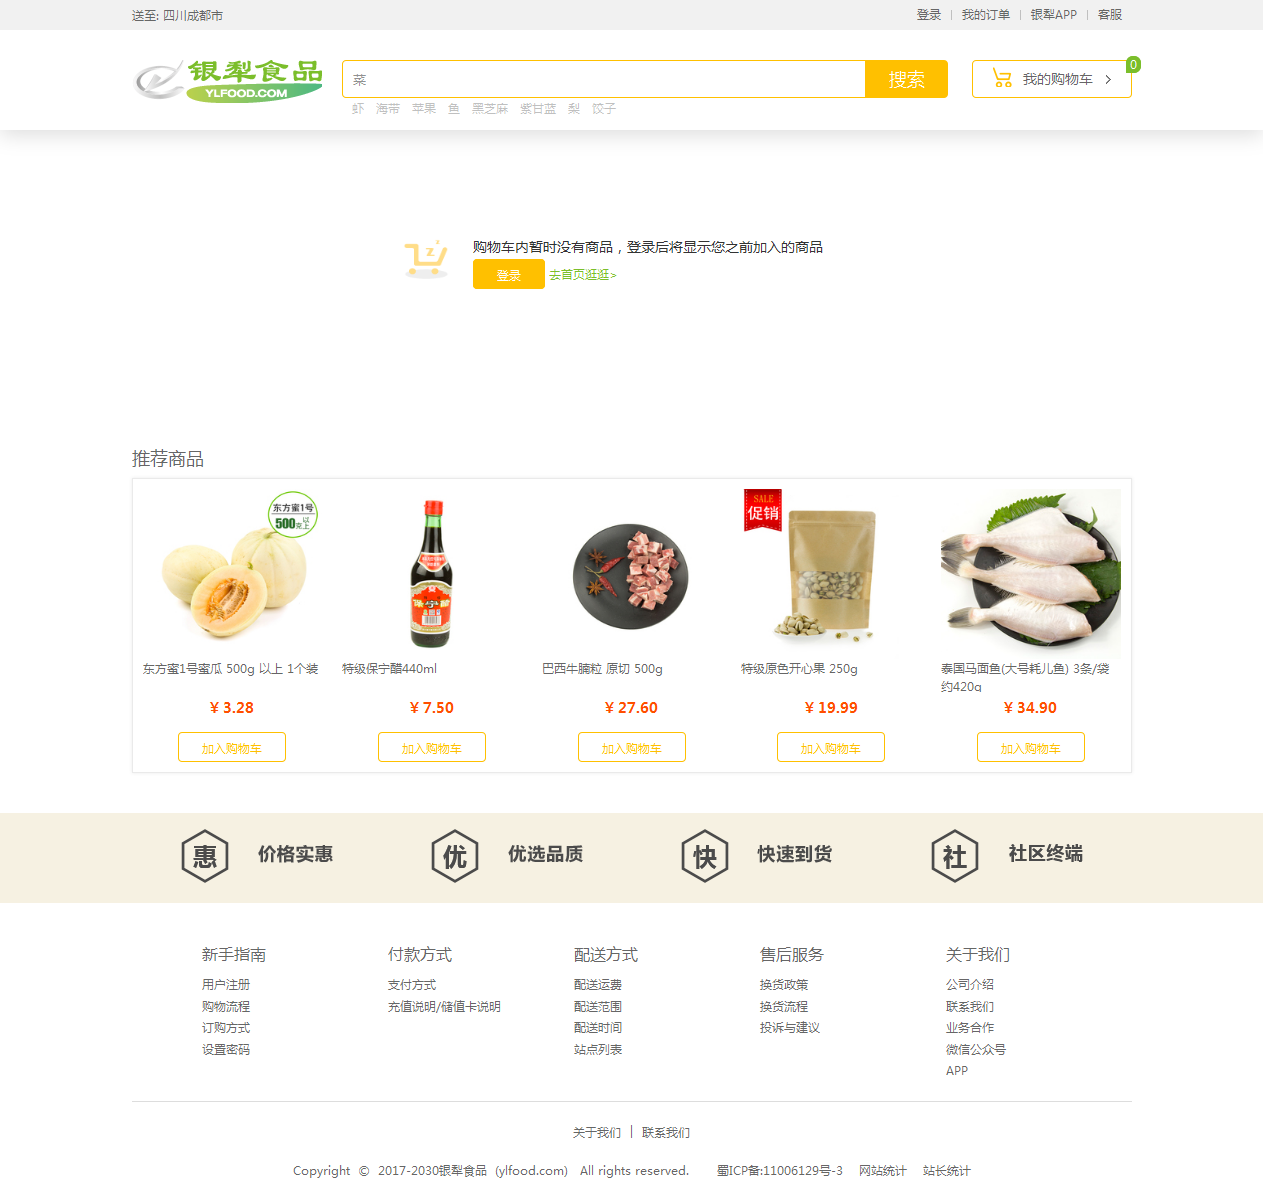 送至: 四川成都市
登录 | 我的订单 | 银犁APP | 客服
银犁食品
YLFOOD.COM
菜
搜索
我的购物车 >
0
虾 海带 苹果 鱼 黑芝麻 紫甘蓝 梨 饺子
购物车内暂时没有商品，登录后将显示您之前加入的商品
登录 去首页逛逛>
推荐商品
东方蜜1号
500克以上
SALE
促销
东方蜜1号蜜瓜 500g 以上 1个装
特级保宁醋440ml
巴西牛腩粒 原切 500g
特级原色开心果 250g
泰国马面鱼(大号耗儿鱼) 3条/袋
约420g
¥ 3.28
¥ 7.50
¥ 27.60
¥ 19.99
¥ 34.90
加入购物车
加入购物车
加入购物车
加入购物车
加入购物车
惠 价格实惠
优 优选品质
快 快速到货
社 社区终端
新手指南
用户注册
购物流程
订购方式
设置密码
付款方式
支付方式
充值说明/储值卡说明
配送方式
配送运费
配送范围
配送时间
站点列表
售后服务
换货政策
换货流程
投诉与建议
关于我们
公司介绍
联系我们
业务合作
微信公众号
APP
关于我们 | 联系我们
Copyright © 2017-2030银犁食品 (ylfood.com) All rights reserved. 蜀ICP备:11006129号-3 网站统计 站长统计